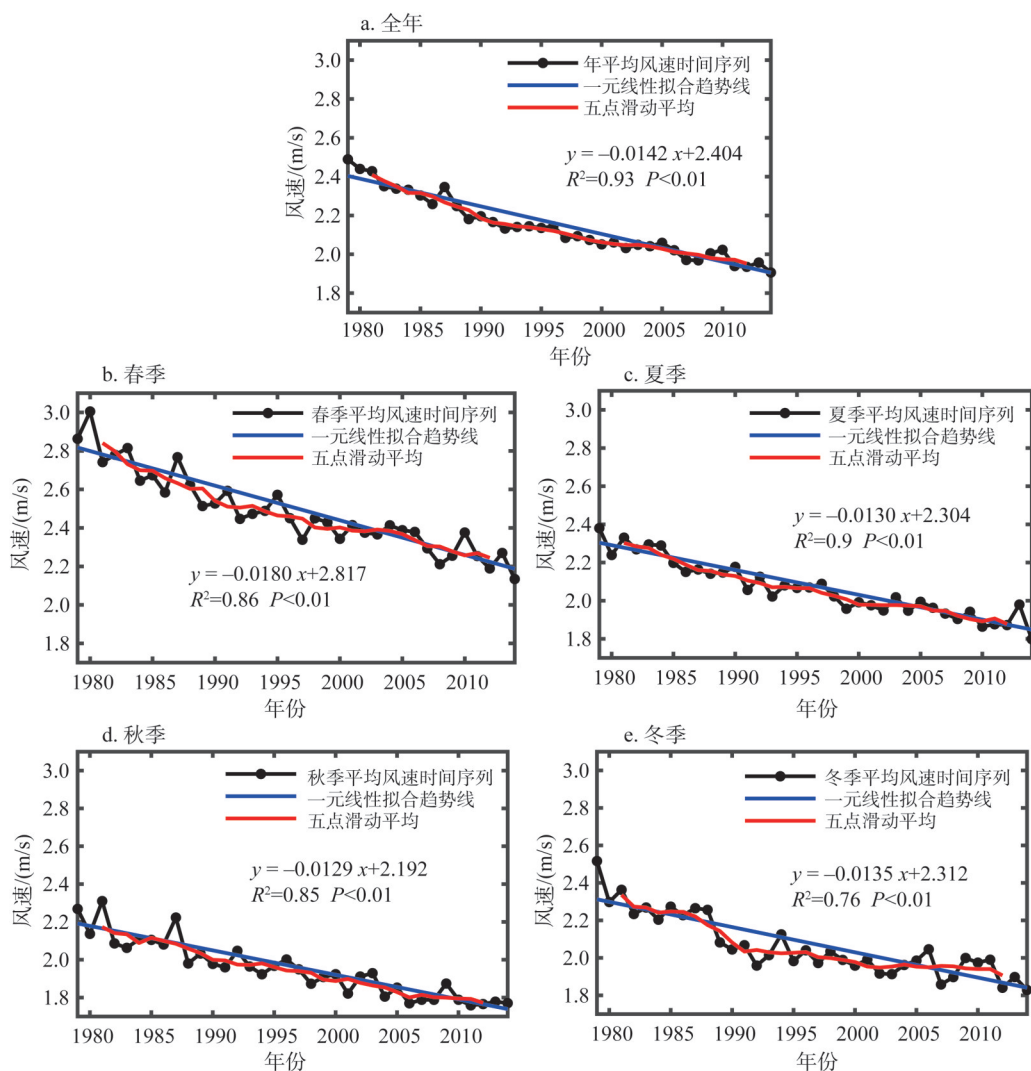 a. 全年
3.0
2.8
2.6
2.4
2.2
2.0
1.8
风速/(m/s)
年平均风速时间序列
一元线性拟合趋势线
五点滑动平均
y = –0.0142 x+2.404
R²=0.93 P<0.01
1980 1985 1990 1995 2000 2005 2010
年份
b. 春季
3.0
2.8
2.6
2.4
2.2
2.0
1.8
风速/(m/s)
春季平均风速时间序列
一元线性拟合趋势线
五点滑动平均
y = –0.0180 x+2.817
R²=0.86 P<0.01
1980 1985 1990 1995 2000 2005 2010
年份
c. 夏季
3.0
2.8
2.6
2.4
2.2
2.0
1.8
风速/(m/s)
夏季平均风速时间序列
一元线性拟合趋势线
五点滑动平均
y = –0.0130 x+2.304
R²=0.9 P<0.01
1980 1985 1990 1995 2000 2005 2010
年份
d. 秋季
3.0
2.8
2.6
2.4
2.2
2.0
1.8
风速/(m/s)
秋季平均风速时间序列
一元线性拟合趋势线
五点滑动平均
y = –0.0129 x+2.192
R²=0.85 P<0.01
1980 1985 1990 1995 2000 2005 2010
年份
e. 冬季
3.0
2.8
2.6
2.4
2.2
2.0
1.8
风速/(m/s)
冬季平均风速时间序列
一元线性拟合趋势线
五点滑动平均
y = –0.0135 x+2.312
R²=0.76 P<0.01
1980 1985 1990 1995 2000 2005 2010
年份